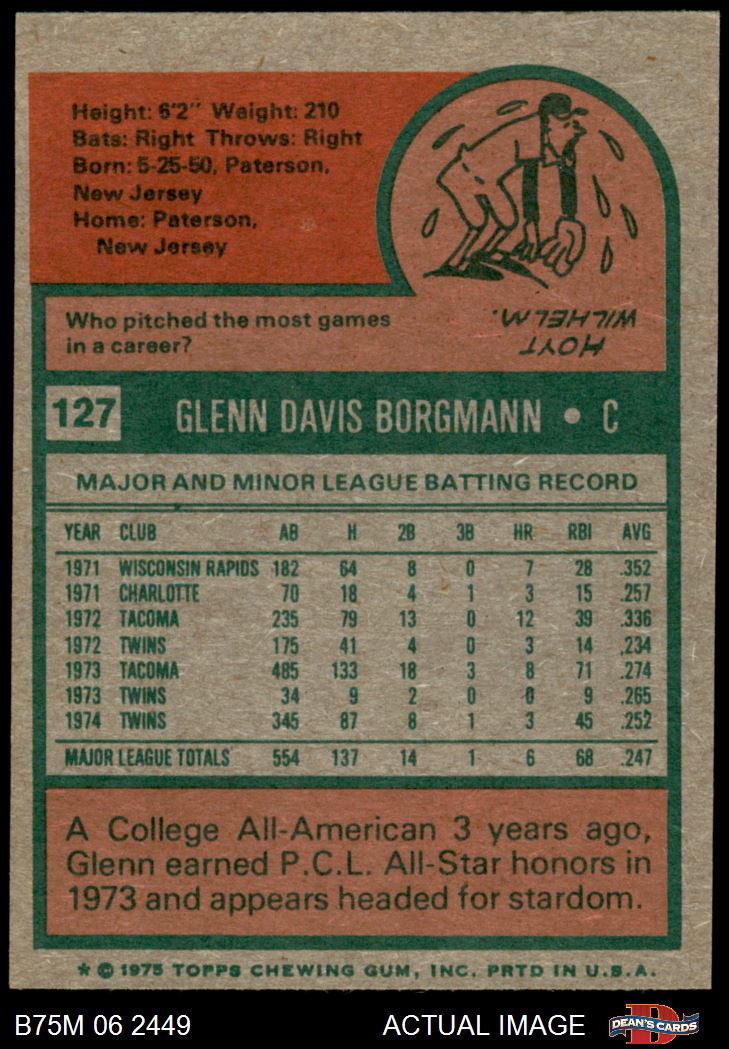 Height: 6'2" Weight: 210
Bats: Right Throws: Right
Born: 5-25-50, Paterson,
New Jersey
Home: Paterson,
New Jersey
Who pitched the most games
in a career?
HOYT
WILHELM.
127 GLENN DAVIS BORGMANN • C
MAJOR AND MINOR LEAGUE BATTING RECORD
YEAR CLUB AB H 2B 3B HR RBI AVG
1971 WISCONSIN RAPIDS 182 64 8 0 7 28 .352
1971 CHARLOTTE 70 18 4 1 3 15 .257
1972 TACOMA 235 79 13 0 12 39 .336
1972 TWINS 175 41 4 0 3 14 .234
1973 TACOMA 485 133 18 3 8 71 .274
1973 TWINS 34 9 2 0 0 9 .265
1974 TWINS 345 87 8 1 3 45 .252
MAJOR LEAGUE TOTALS 554 137 14 1 6 68 .247
A College All-American 3 years ago,
Glenn earned P.C.L. All-Star honors in
1973 and appears headed for stardom.
* © 1975 TOPPS CHEWING GUM, INC. PRTD IN U.S.A.
B75M 06 2449 ACTUAL IMAGE D DEAN'S CARDS